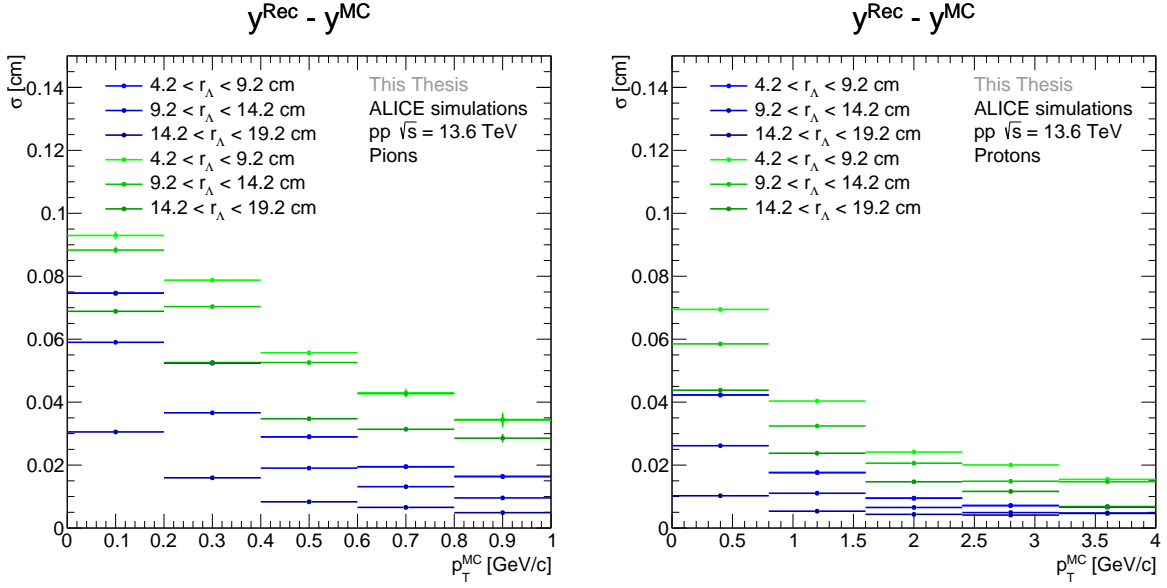 y^Rec - y^MC
σ [cm]
0.14
0.12
0.1
0.08
0.06
0.04
0.02
0
4.2 < r_Λ < 9.2 cm
9.2 < r_Λ < 14.2 cm
14.2 < r_Λ < 19.2 cm
4.2 < r_Λ < 9.2 cm
9.2 < r_Λ < 14.2 cm
14.2 < r_Λ < 19.2 cm
This Thesis
ALICE simulations
pp √s = 13.6 TeV
Pions
0 0.1 0.2 0.3 0.4 0.5 0.6 0.7 0.8 0.9 1
p_T^MC [GeV/c]
y^Rec - y^MC
σ [cm]
0.14
0.12
0.1
0.08
0.06
0.04
0.02
0
4.2 < r_Λ < 9.2 cm
9.2 < r_Λ < 14.2 cm
14.2 < r_Λ < 19.2 cm
4.2 < r_Λ < 9.2 cm
9.2 < r_Λ < 14.2 cm
14.2 < r_Λ < 19.2 cm
This Thesis
ALICE simulations
pp √s = 13.6 TeV
Protons
0 0.5 1 1.5 2 2.5 3 3.5 4
p_T^MC [GeV/c]